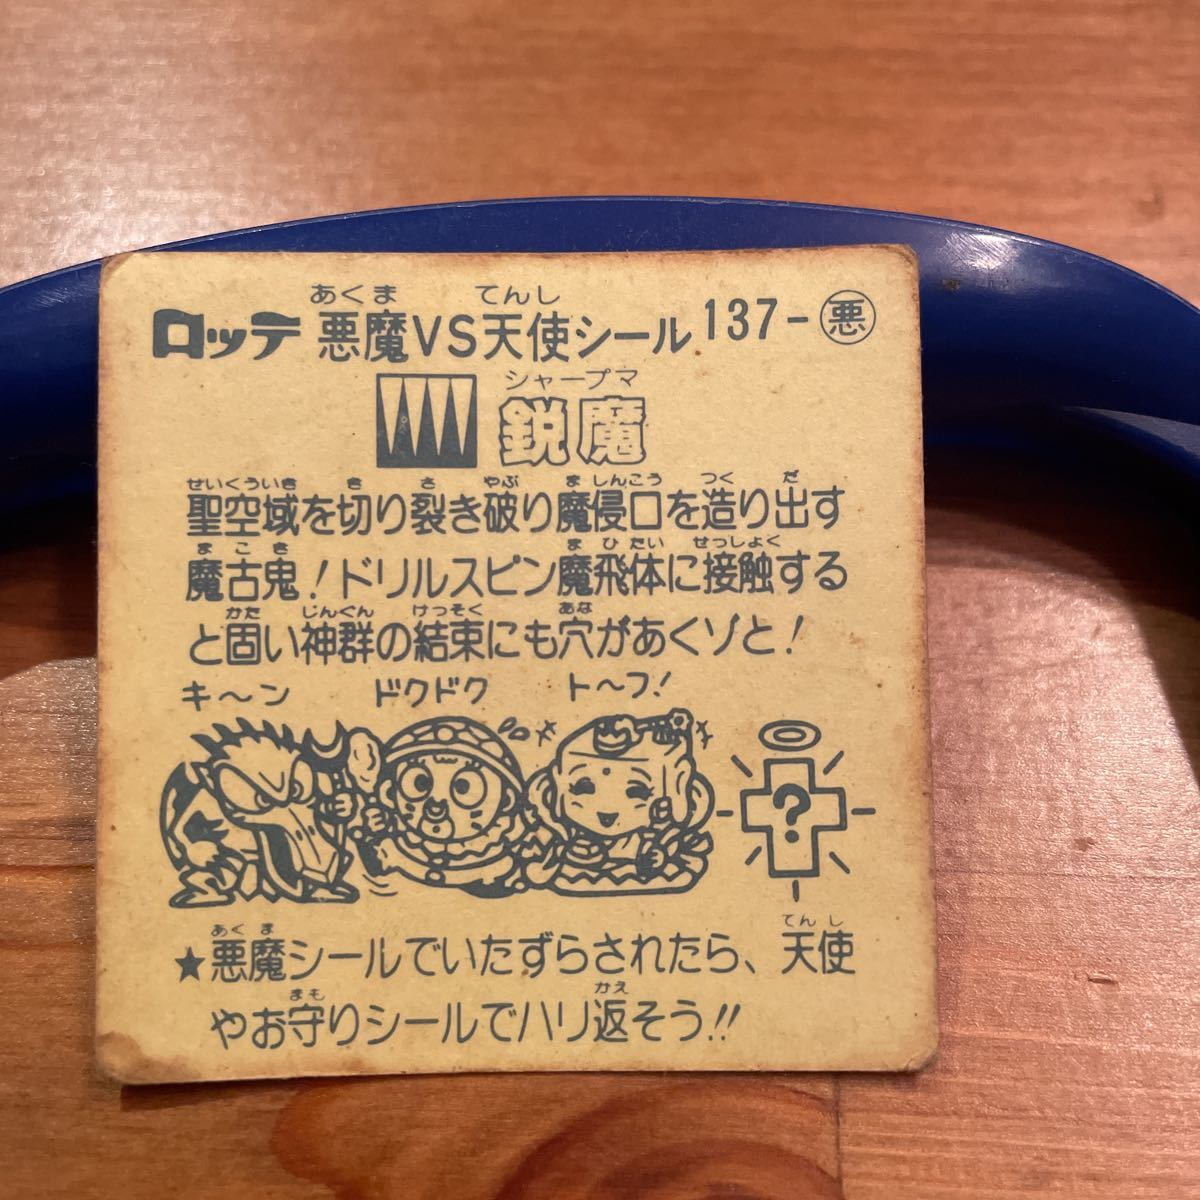 あくま てんし
ロッテ 悪魔VS天使シール 137-悪
シャープマ
鋭魔
せいくういき き さ やぶ ましんこう つく だ
聖空域を切り裂き破り魔侵口を造り出す
まこき まひたい せっしょく
魔古鬼！ドリルスピン魔飛体に接触する
かた じんぐん けっそく あな
と固い神群の結束にも穴があくゾと！
キ〜ン ドクドク ト〜フ！
?
あくま てんし
★悪魔シールでいたずらされたら、天使
まも かえ
やお守りシールでハリ返そう!!